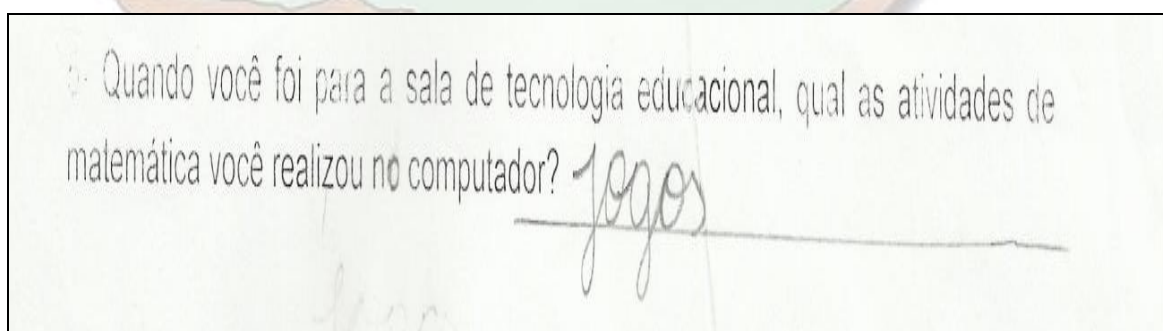 Quando você foi para a sala de tecnologia educacional, qual as atividades de
matemática você realizou no computador? Jogos